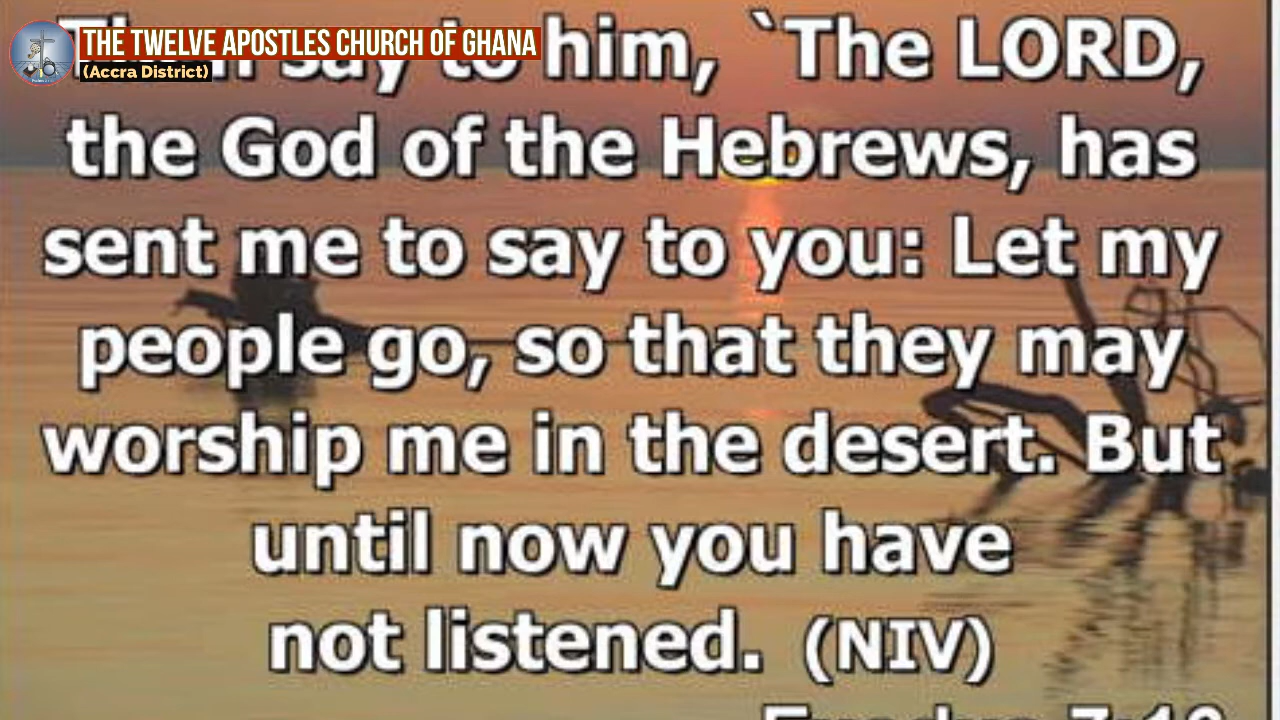 THE TWELVE APOSTLES CHURCH OF GHANA
(Accra District)
say to him, `The LORD,
the God of the Hebrews, has
sent me to say to you: Let my
people go, so that they may
worship me in the desert. But
until now you have
not listened. (NIV)